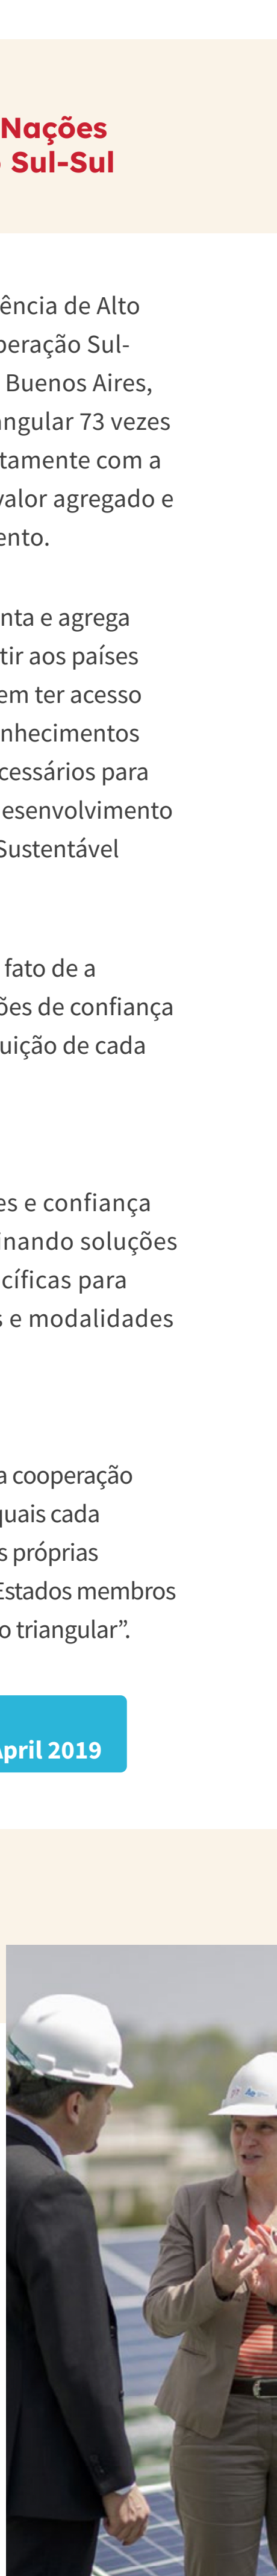 Nações
Sul-Sul
ência de Alto
peração Sul-
Buenos Aires,
angular 73 vezes
tamente com a
valor agregado e
ento.
nta e agrega
tir aos países
em ter acesso
nhecimentos
cessários para
esenvolvimento
Sustentável
fato de a
ões de confiança
uição de cada
es e confiança
inando soluções
cíficas para
s e modalidades
a cooperação
quais cada
s próprias
Estados membros
o triangular”.
April 2019